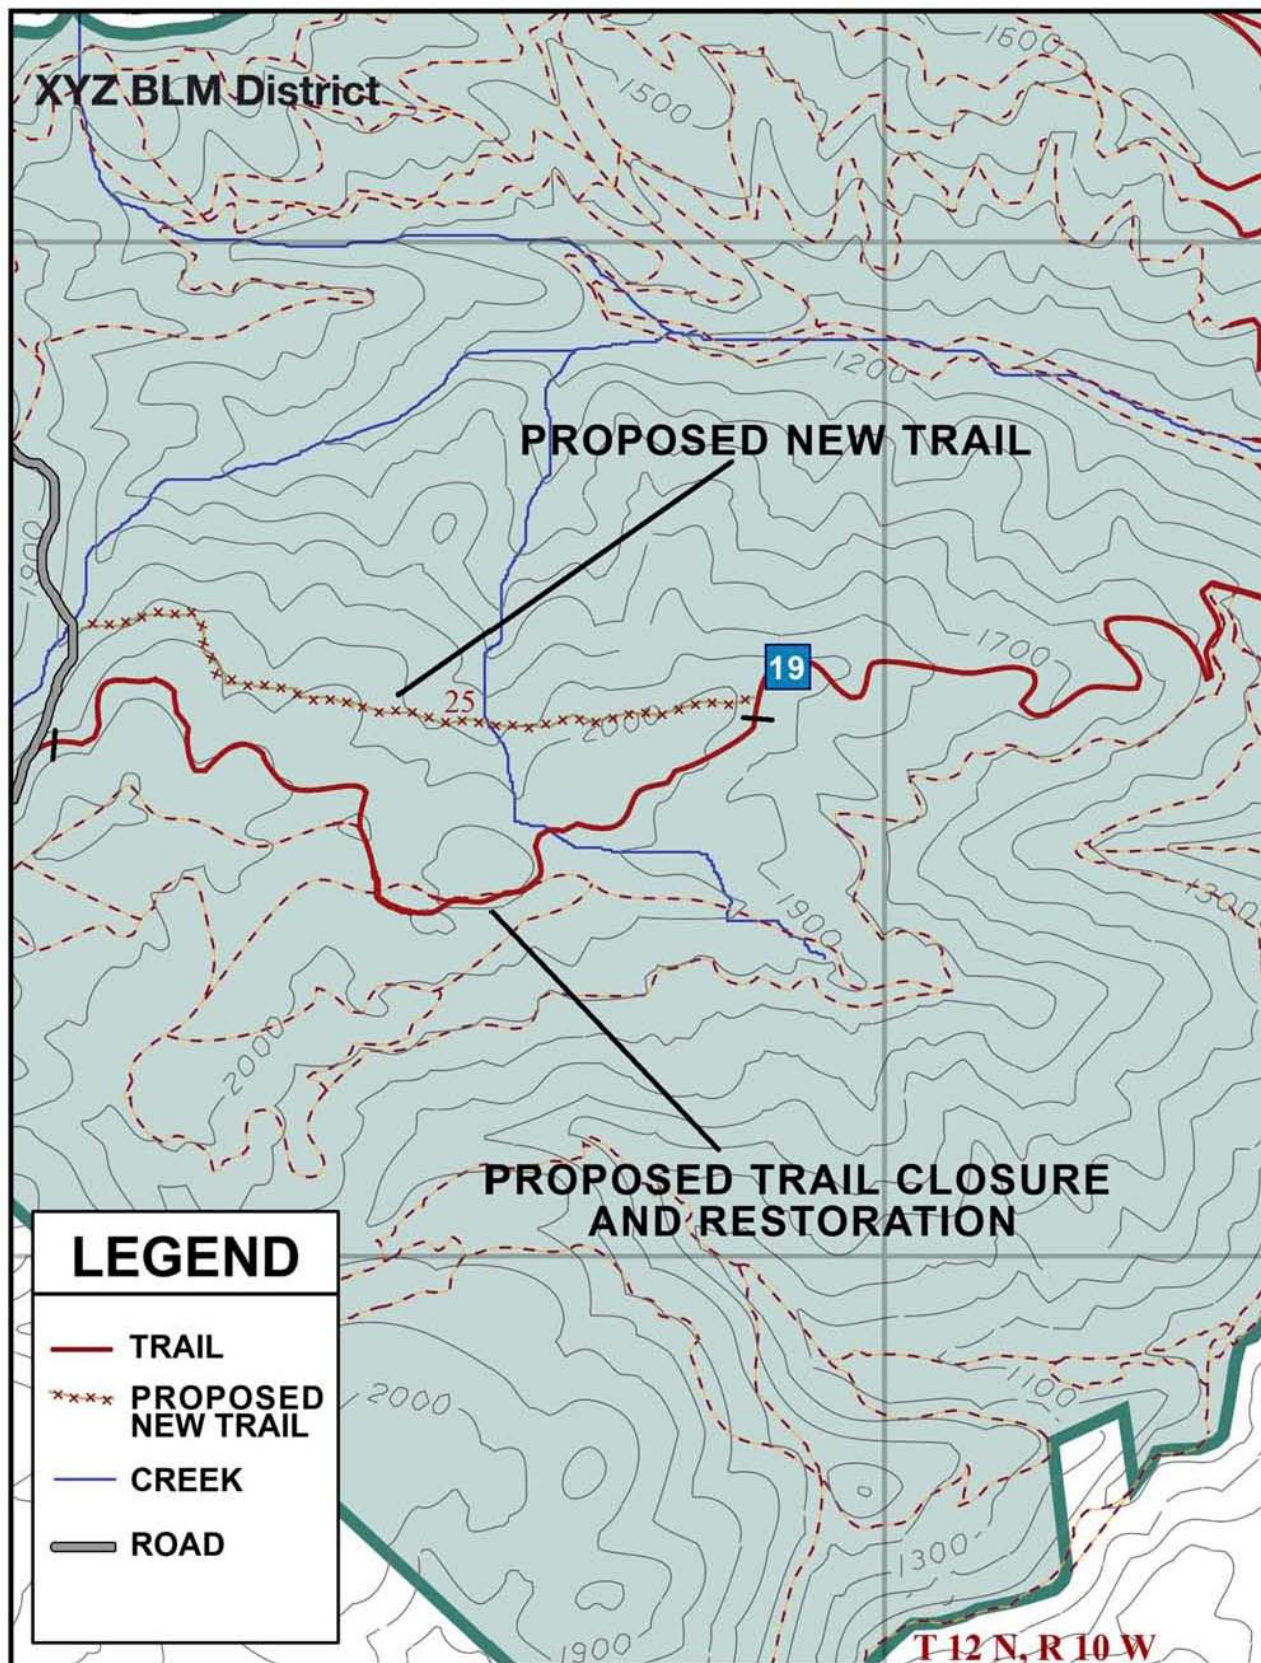 1600
1500
XYZ BLM District
1200
PROPOSED NEW TRAIL
1900
1700
19
25
2000
1300
1900
2000
PROPOSED TRAIL CLOSURE
AND RESTORATION
LEGEND
TRAIL
PROPOSED
NEW TRAIL
CREEK
ROAD
1100
2000
1300
1900
T 12 N, R 10 W